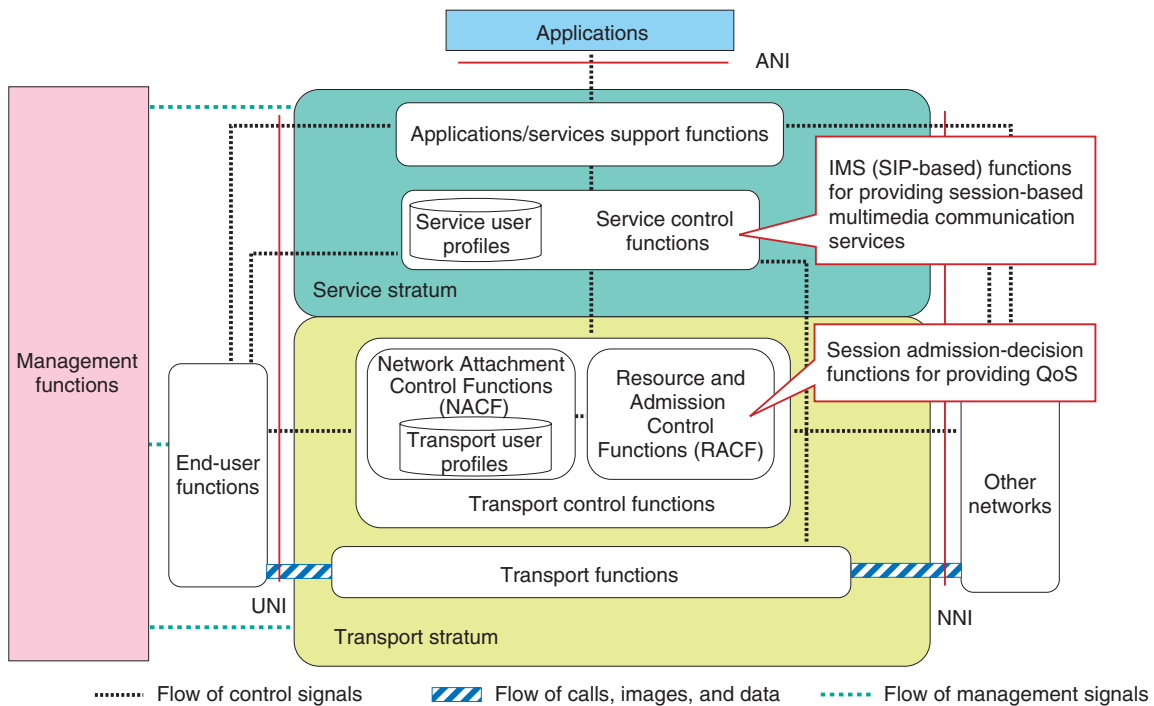 Applications
ANI
Applications/services support functions
IMS (SIP-based) functions
for providing session-based
multimedia communication
services
Service user
profiles
Service control
functions
Service stratum
Management
functions
Network Attachment
Control Functions
(NACF)
Transport user
profiles
Resource and
Admission
Control
Functions (RACF)
Session admission-decision
functions for providing QoS
End-user
functions
Transport control functions
Other
networks
Transport functions
UNI
NNI
Transport stratum
Flow of control signals
Flow of calls, images, and data
Flow of management signals